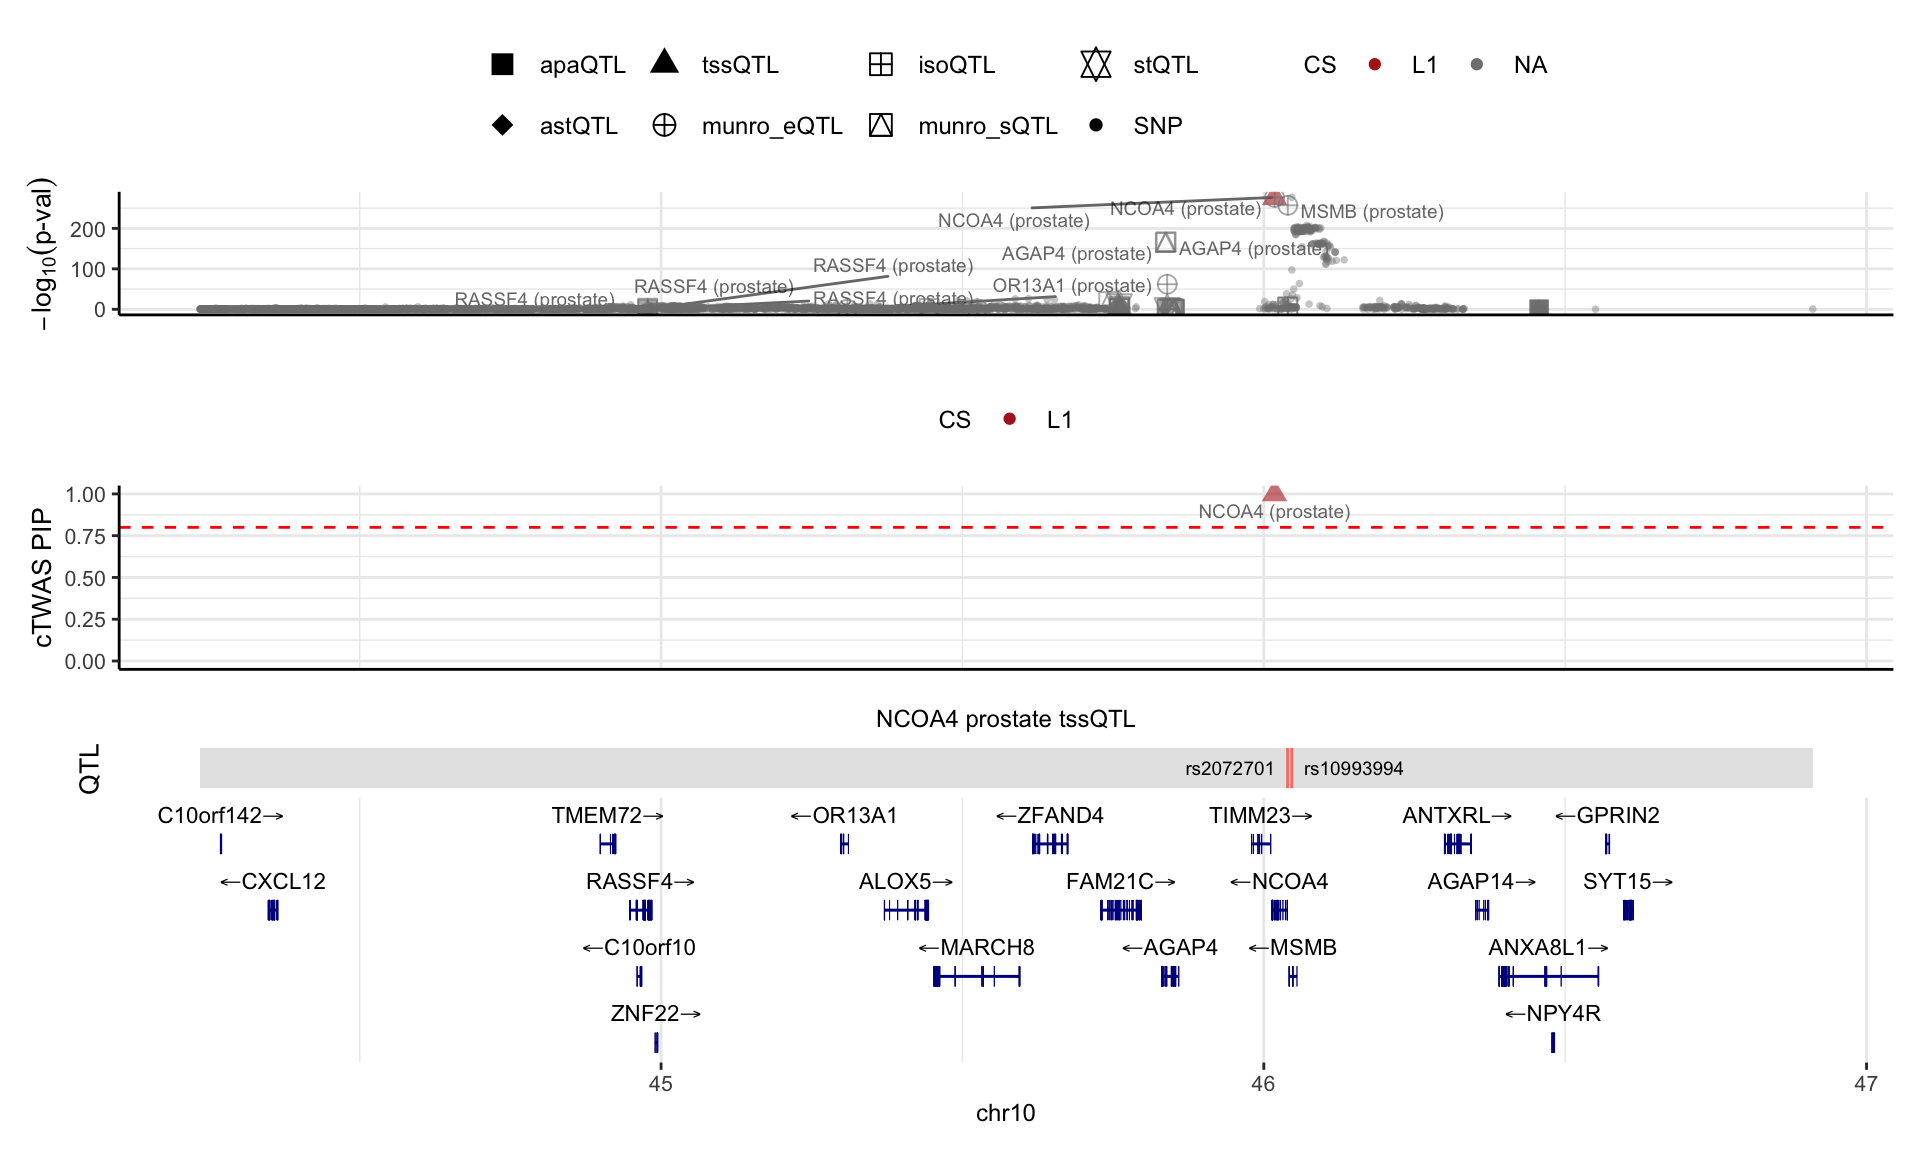 apaQTL tssQTL isoQTL stQTL CS L1 NA
astQTL munro_eQTL munro_sQTL SNP
−log10(p-val)
200
100
0
NCOA4 (prostate)
NCOA4 (prostate)
MSMB (prostate)
AGAP4 (prostate)
AGAP4 (prostate)
RASSF4 (prostate)
RASSF4 (prostate)
OR13A1 (prostate)
RASSF4 (prostate)
RASSF4 (prostate)
CS L1
cTWAS PIP
1.00
0.75
0.50
0.25
0.00
NCOA4 (prostate)
NCOA4 prostate tssQTL
QTL
rs2072701 rs10993994
C10orf142→ TMEM72→ ←OR13A1 ←ZFAND4 TIMM23→ ANTXRL→ ←GPRIN2
←CXCL12 RASSF4→ ALOX5→ FAM21C→ ←NCOA4 AGAP14→ SYT15→
←C10orf10 ←MARCH8 ←AGAP4 ←MSMB ANXA8L1→
ZNF22→ ←NPY4R
45 46 47
chr10